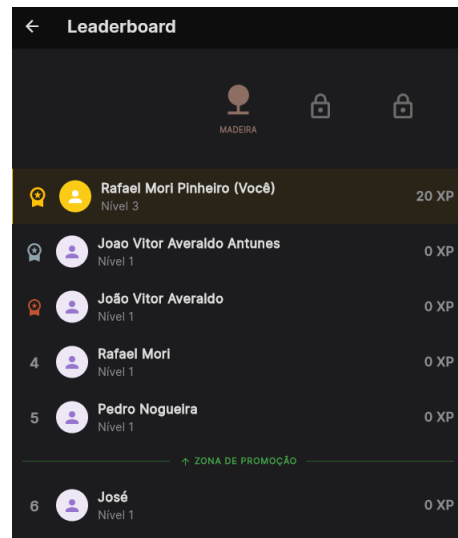 Leaderboard
MADEIRA
Rafael Mori Pinheiro (Você)
Nível 3
20 XP
Joao Vitor Averaldo Antunes
Nível 1
0 XP
João Vitor Averaldo
Nível 1
0 XP
4
Rafael Mori
Nível 1
0 XP
5
Pedro Nogueira
Nível 1
0 XP
↑ ZONA DE PROMOÇÃO
6
José
Nível 1
0 XP